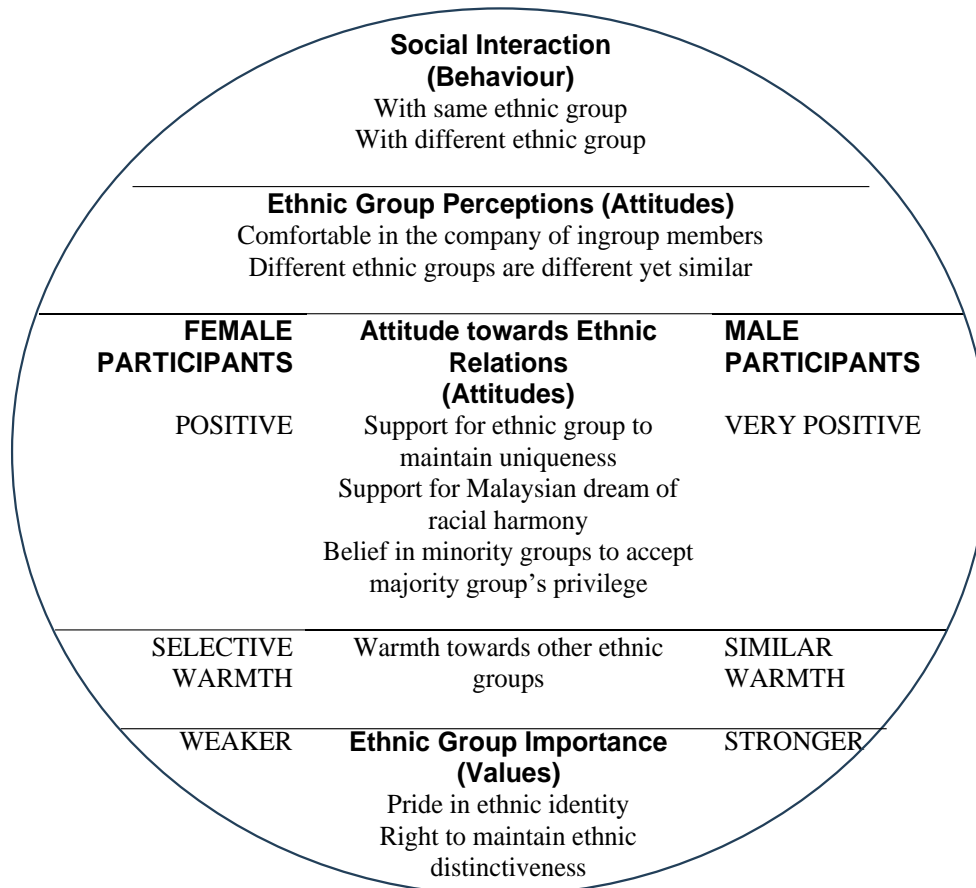 Social Interaction
(Behaviour)
With same ethnic group
With different ethnic group
Ethnic Group Perceptions (Attitudes)
Comfortable in the company of ingroup members
Different ethnic groups are different yet similar
FEMALE
PARTICIPANTS
POSITIVE
Attitude towards Ethnic
Relations
(Attitudes)
Support for ethnic group to
maintain uniqueness
Support for Malaysian dream of
racial harmony
Belief in minority groups to accept
majority group's privilege
MALE
PARTICIPANTS
VERY POSITIVE
SELECTIVE
WARMTH
Warmth towards other ethnic
groups
SIMILAR
WARMTH
WEAKER
Ethnic Group Importance
(Values)
Pride in ethnic identity
Right to maintain ethnic
distinctiveness
STRONGER